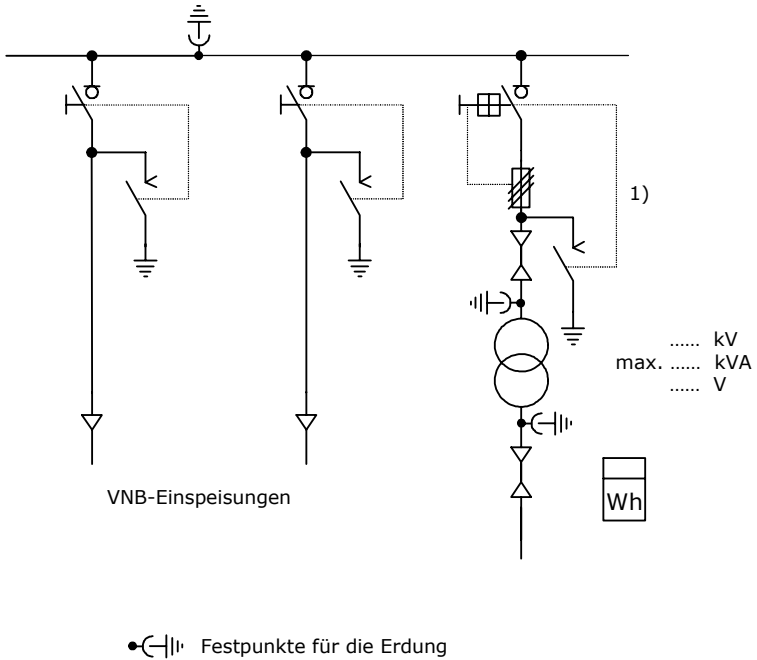 1)
...... kV
max. ...... kVA
...... V
VNB-Einspeisungen
Wh
Festpunkte für die Erdung